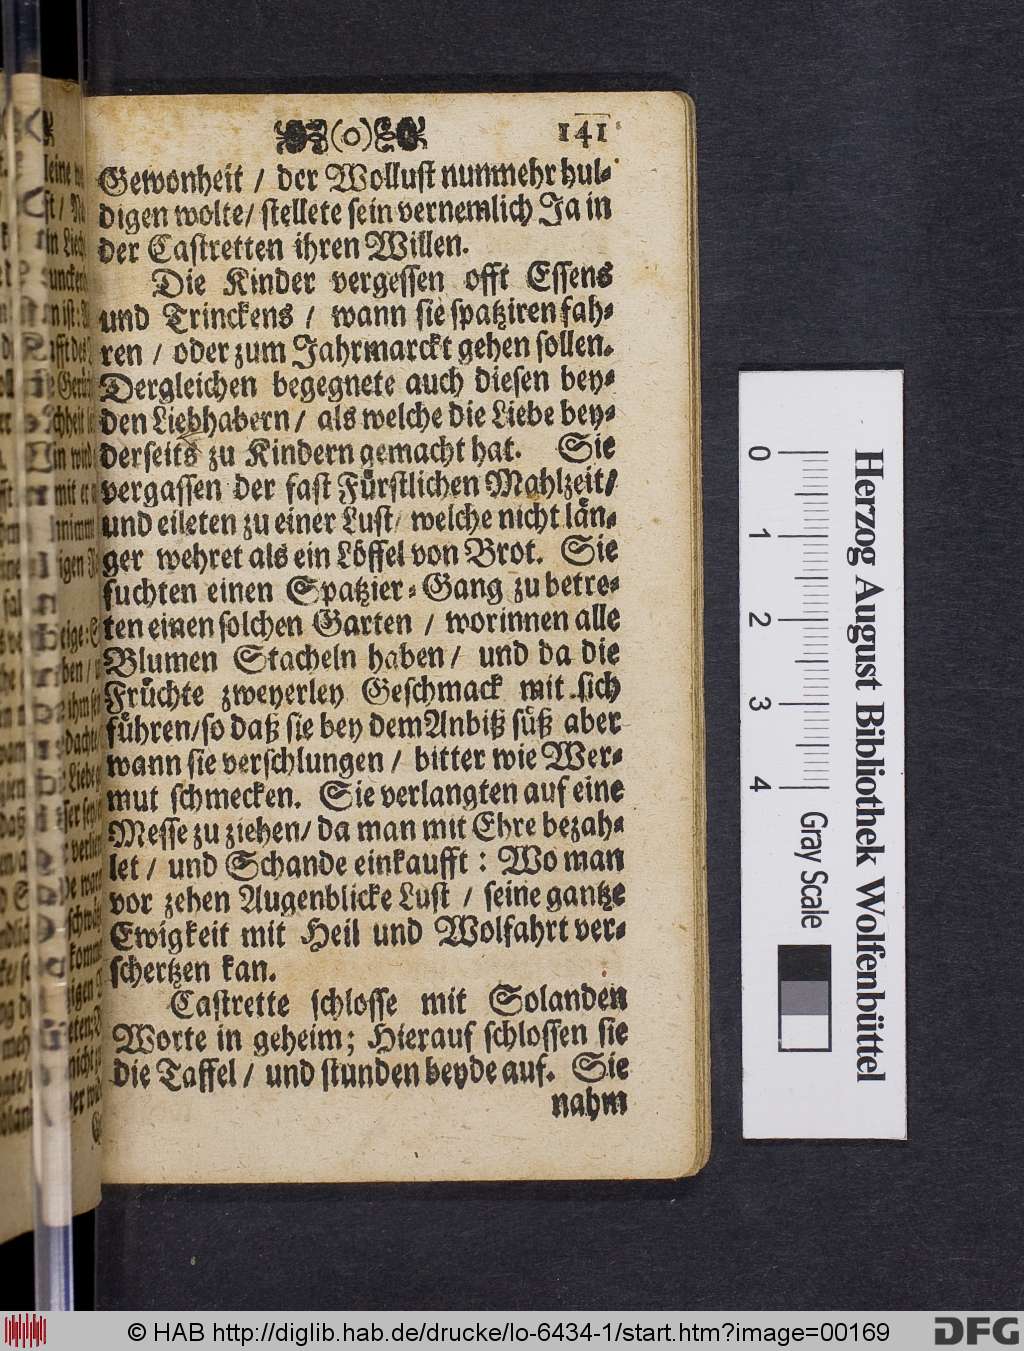 (o) 141
Gewonheit / der Wollust nunmehr hul-
digen wolte / stellete sein vernemlich Ja in
der Castretten ihren Willen.
Die Kinder vergessen offt Essens
und Trinckens / wann sie spatziren fah-
ren / oder zum Jahrmarckt gehen sollen.
Dergleichen begegnete auch diesen bey-
den Liebhabern / als welche die Liebe bey-
derseits zu Kindern gemacht hat. Sie
vergassen der fast Fürstlichen Mahlzeit /
und eileten zu einer Lust / welche nicht län-
ger wehret als ein Löffel von Brot. Sie
suchten einen Spatzier-Gang zu betre-
ten einen solchen Garten / worinnen alle
Blumen Stacheln haben / und da die
Früchte zweyerley Geschmack mit sich
führen / so daß sie bey dem Anbiß süß aber
wann sie verschlungen / bitter wie Wer-
mut schmecken. Sie verlangten auf eine
Messe zu ziehen / da man mit Ehre bezah-
let / und Schande einkaufft : Wo man
vor zehen Augenblicke Lust / seine gantze
Ewigkeit mit Heil und Wolfahrt ver-
schertzen kan.
Castrette schlosse mit Solanden
Worte in geheim; Hierauf schlossen sie
die Taffel / und stunden beyde auf. Sie
nahm
0 1 2 3 4
Gray Scale
Herzog August Bibliothek Wolfenbüttel
© HAB http://diglib.hab.de/drucke/lo-6434-1/start.htm?image=00169
DFG